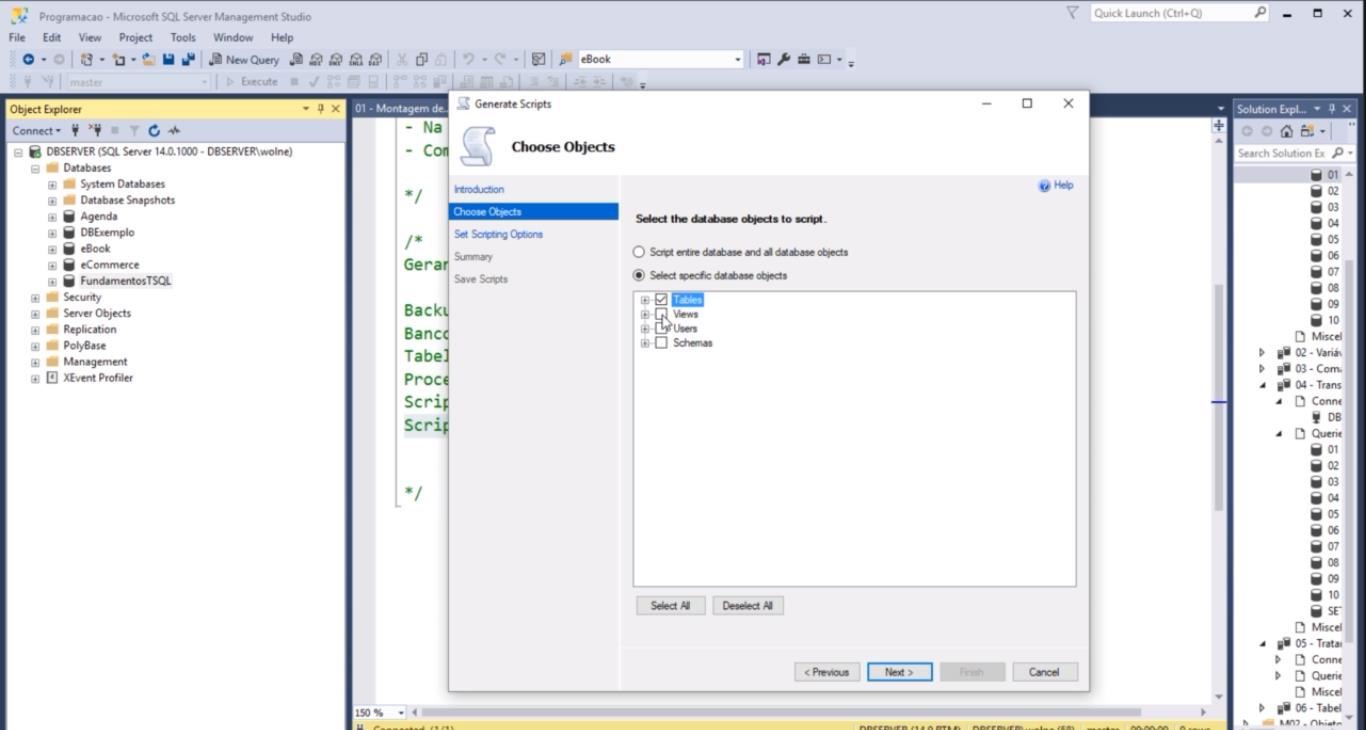 Programacao - Microsoft SQL Server Management Studio
Quick Launch (Ctrl+Q)
File Edit View Project Tools Window Help
New Query
eBook
master
Execute
Object Explorer
Connect
DBSERVER (SQL Server 14.0.1000 - DBSERVER\wolne)
Databases
System Databases
Database Snapshots
Agenda
DBExemplo
eBook
eCommerce
FundamentosTSQL
Security
Server Objects
Replication
PolyBase
Management
XEvent Profiler
01 - Montagem de...
- Na
- Com
*/
/*
Gerar
Backu
Banco
Tabel
Proce
Scrip
Scrip
*/
150 %
Generate Scripts
Choose Objects
Introduction
Choose Objects
Set Scripting Options
Summary
Save Scripts
Help
Select the database objects to script.
Script entire database and all database objects
Select specific database objects
Tables
Views
Users
Schemas
Select All Deselect All
< Previous Next > Finish Cancel
Solution Expl...
Search Solution Ex
01
02
03
04
05
06
07
08
09
10
Miscel
02 - Variáv
03 - Coma
04 - Trans
Conne
DB
Querie
01
02
03
04
05
06
07
08
09
10
SE
Miscel
05 - Tratar
Conne
Querie
Miscel
06 - Tabel
M02 - Objeto
Connected. (1/1)
DBSERVER (14.0 RTM) DBSERVER\wolne (58) master 00:00:00 0 rows